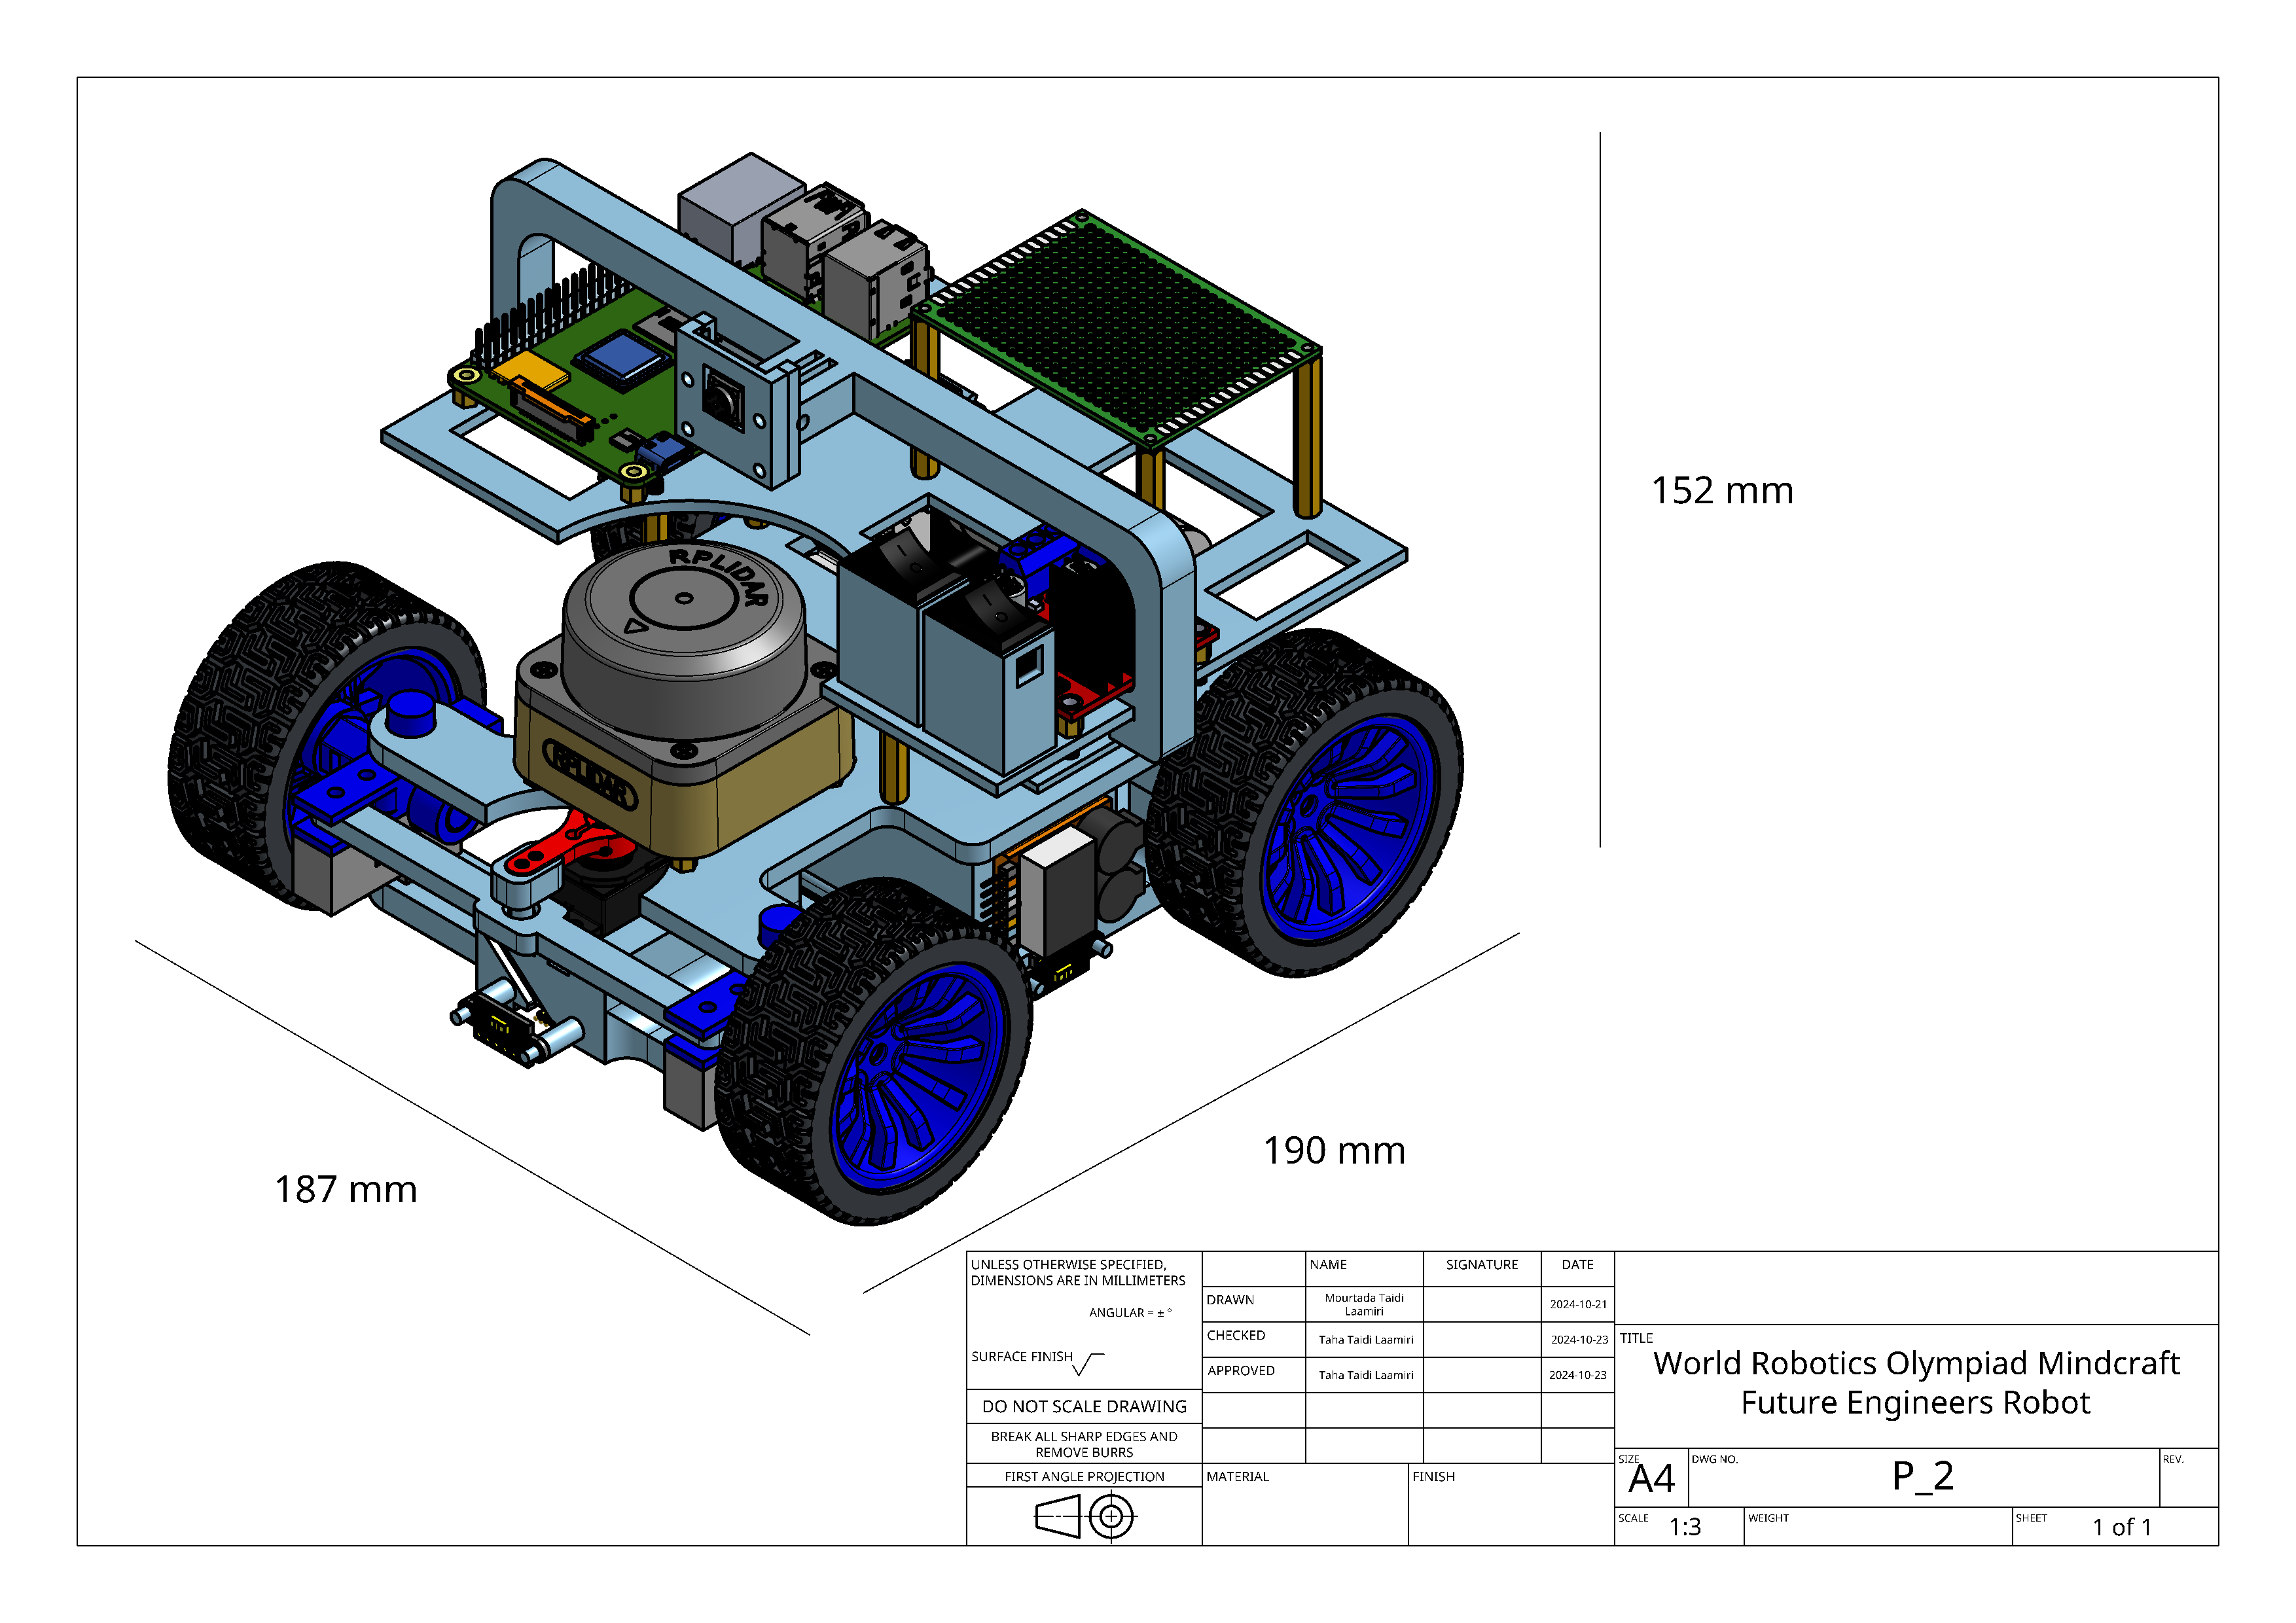 RPLIDAR
RPLIDAR
152 mm
190 mm
187 mm
UNLESS OTHERWISE SPECIFIED,
DIMENSIONS ARE IN MILLIMETERS
ANGULAR = ± °
SURFACE FINISH
DO NOT SCALE DRAWING
BREAK ALL SHARP EDGES AND
REMOVE BURRS
FIRST ANGLE PROJECTION
NAME SIGNATURE DATE
DRAWN Mourtada Taidi Laamiri 2024-10-21
CHECKED Taha Taidi Laamiri 2024-10-23
APPROVED Taha Taidi Laamiri 2024-10-23
MATERIAL FINISH
TITLE
World Robotics Olympiad Mindcraft
Future Engineers Robot
SIZE A4 DWG NO. P_2 REV.
SCALE 1:3 WEIGHT SHEET 1 of 1